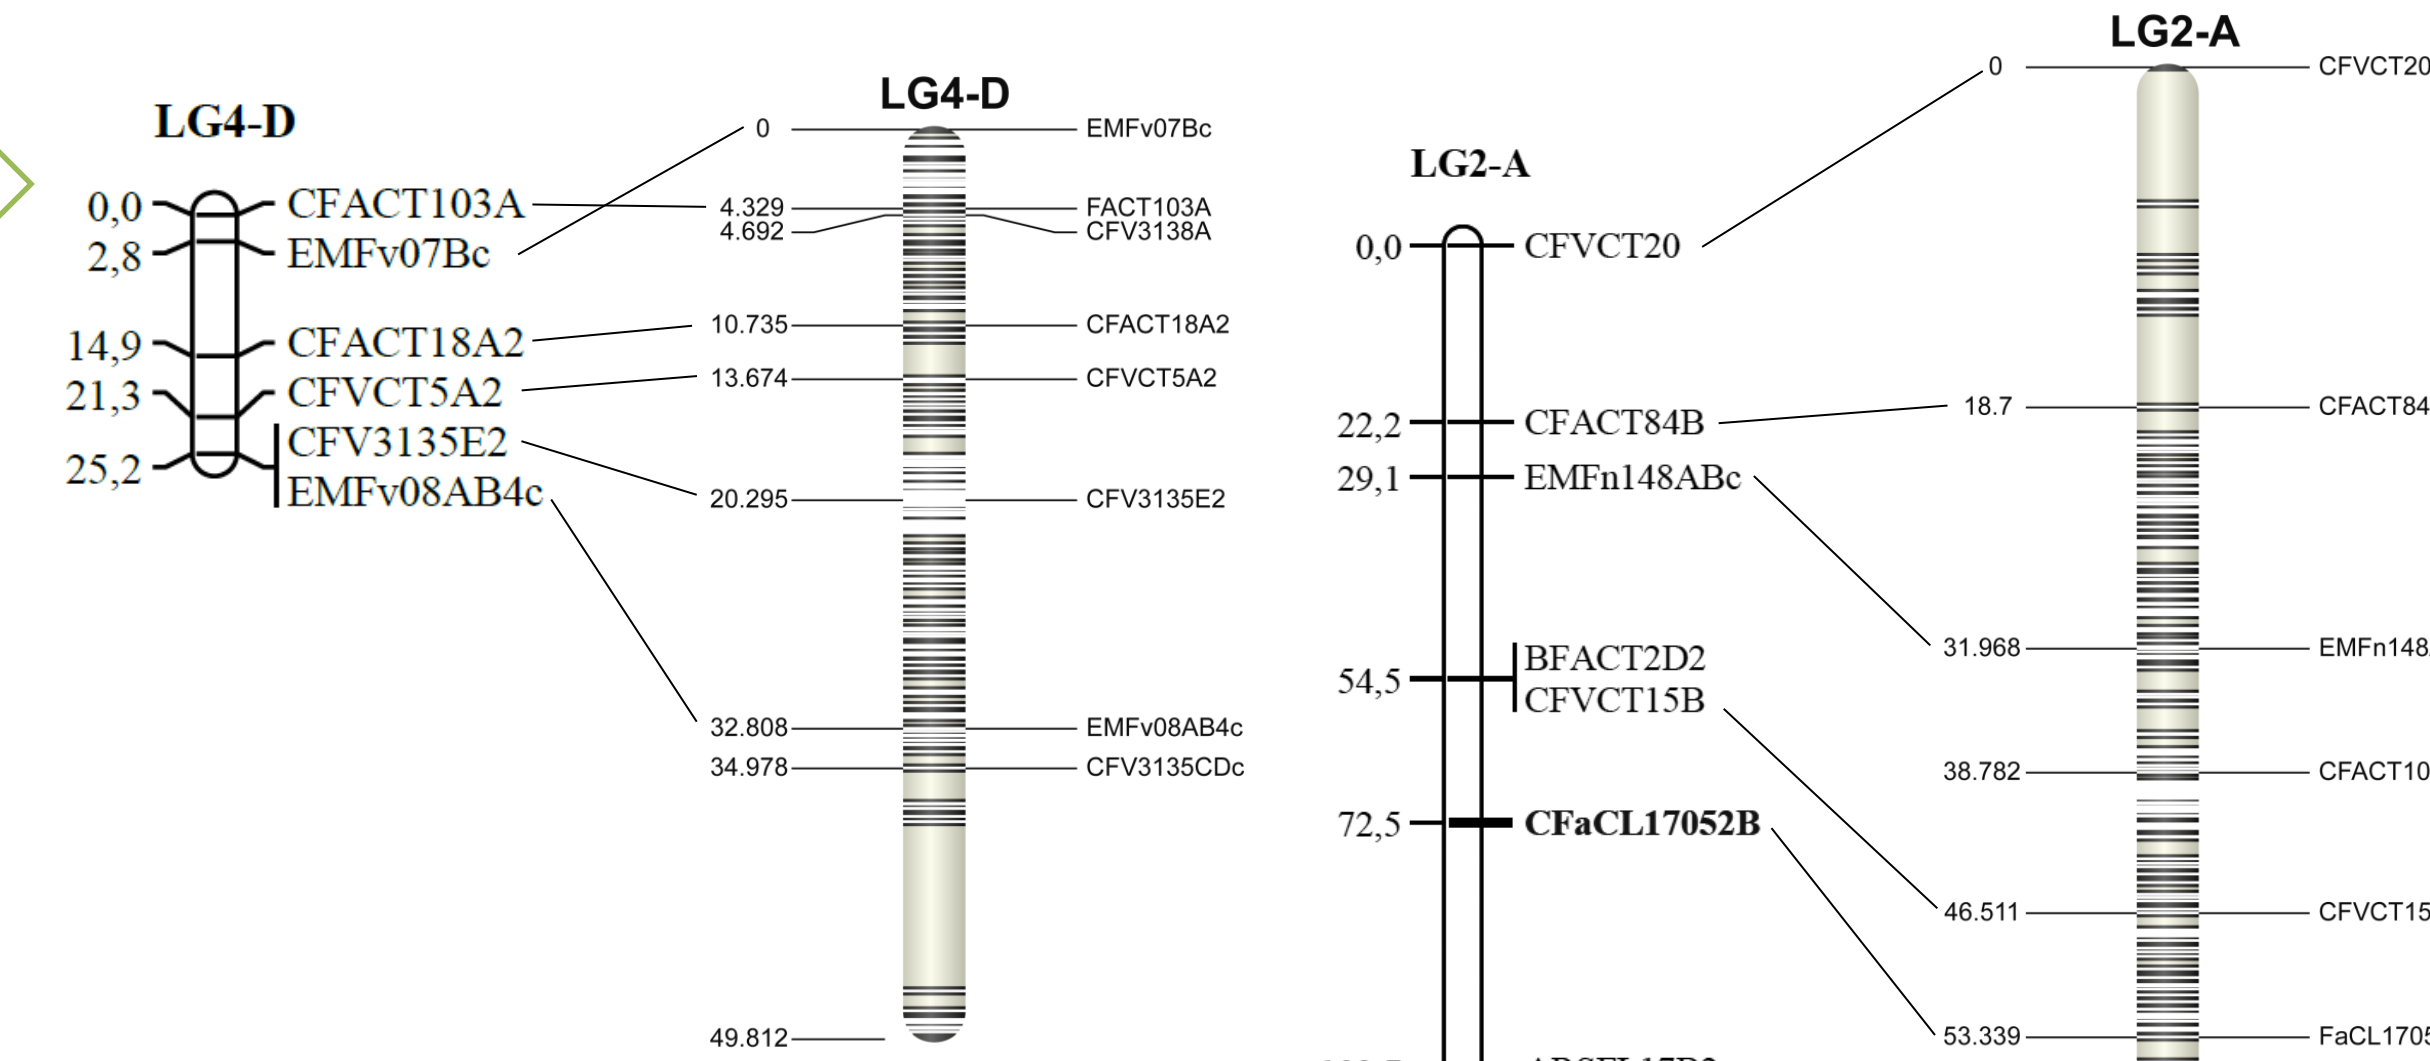 LG4-D
0,0 CFACT103A
2,8 EMFv07Bc
14,9 CFACT18A2
21,3 CFVCT5A2
CFV3135E2
25,2
EMFv08AB4c
LG4-D
0 EMFv07Bc
4.329 FACT103A
4.692 CFV3138A
10.735 CFACT18A2
13.674 CFVCT5A2
20.295 CFV3135E2
32.808 EMFv08AB4c
34.978 CFV3135CDc
49.812
LG2-A
0,0 CFVCT20
22,2 CFACT84B
29,1 EMFn148ABc
BFACT2D2
54,5
CFVCT15B
72,5 CFaCL17052B
LG2-A
0 CFVCT20
18.7 CFACT84
31.968 EMFn148
38.782 CFACT10
46.511 CFVCT15
53.339 FaCL1705